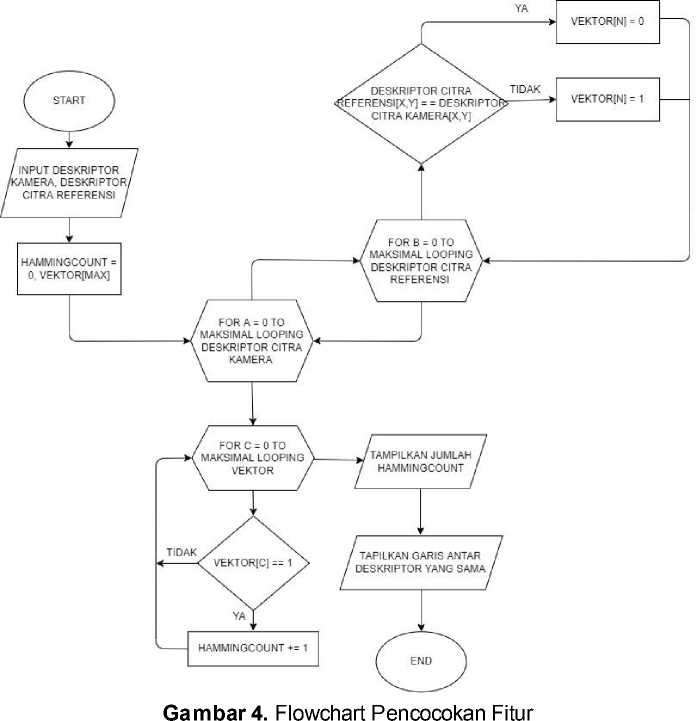 YA
VEKTOR[N] = 0
DESKRIPTOR CITRA
REFERENSI[X,Y] = = DESKRIPTOR
CITRA KAMERA[X,Y]
TIDAK
VEKTOR[N] = 1
START
INPUT DESKRIPTOR
KAMERA, DESKRIPTOR
CITRA REFERENSI
HAMMINGCOUNT =
0, VEKTOR[MAX]
FOR B = 0 TO
MAKSIMAL LOOPING
DESKRIPTOR CITRA
REFERENSI
FOR A = 0 TO
MAKSIMAL LOOPING
DESKRIPTOR CITRA
KAMERA
FOR C = 0 TO
MAKSIMAL LOOPING
VEKTOR
TAMPILKAN JUMLAH
HAMMINGCOUNT
TIDAK
VEKTOR[C] == 1
YA
HAMMINGCOUNT += 1
TAPILKAN GARIS ANTAR
DESKRIPTOR YANG SAMA
END
Gambar 4. Flowchart Pencocokan Fitur